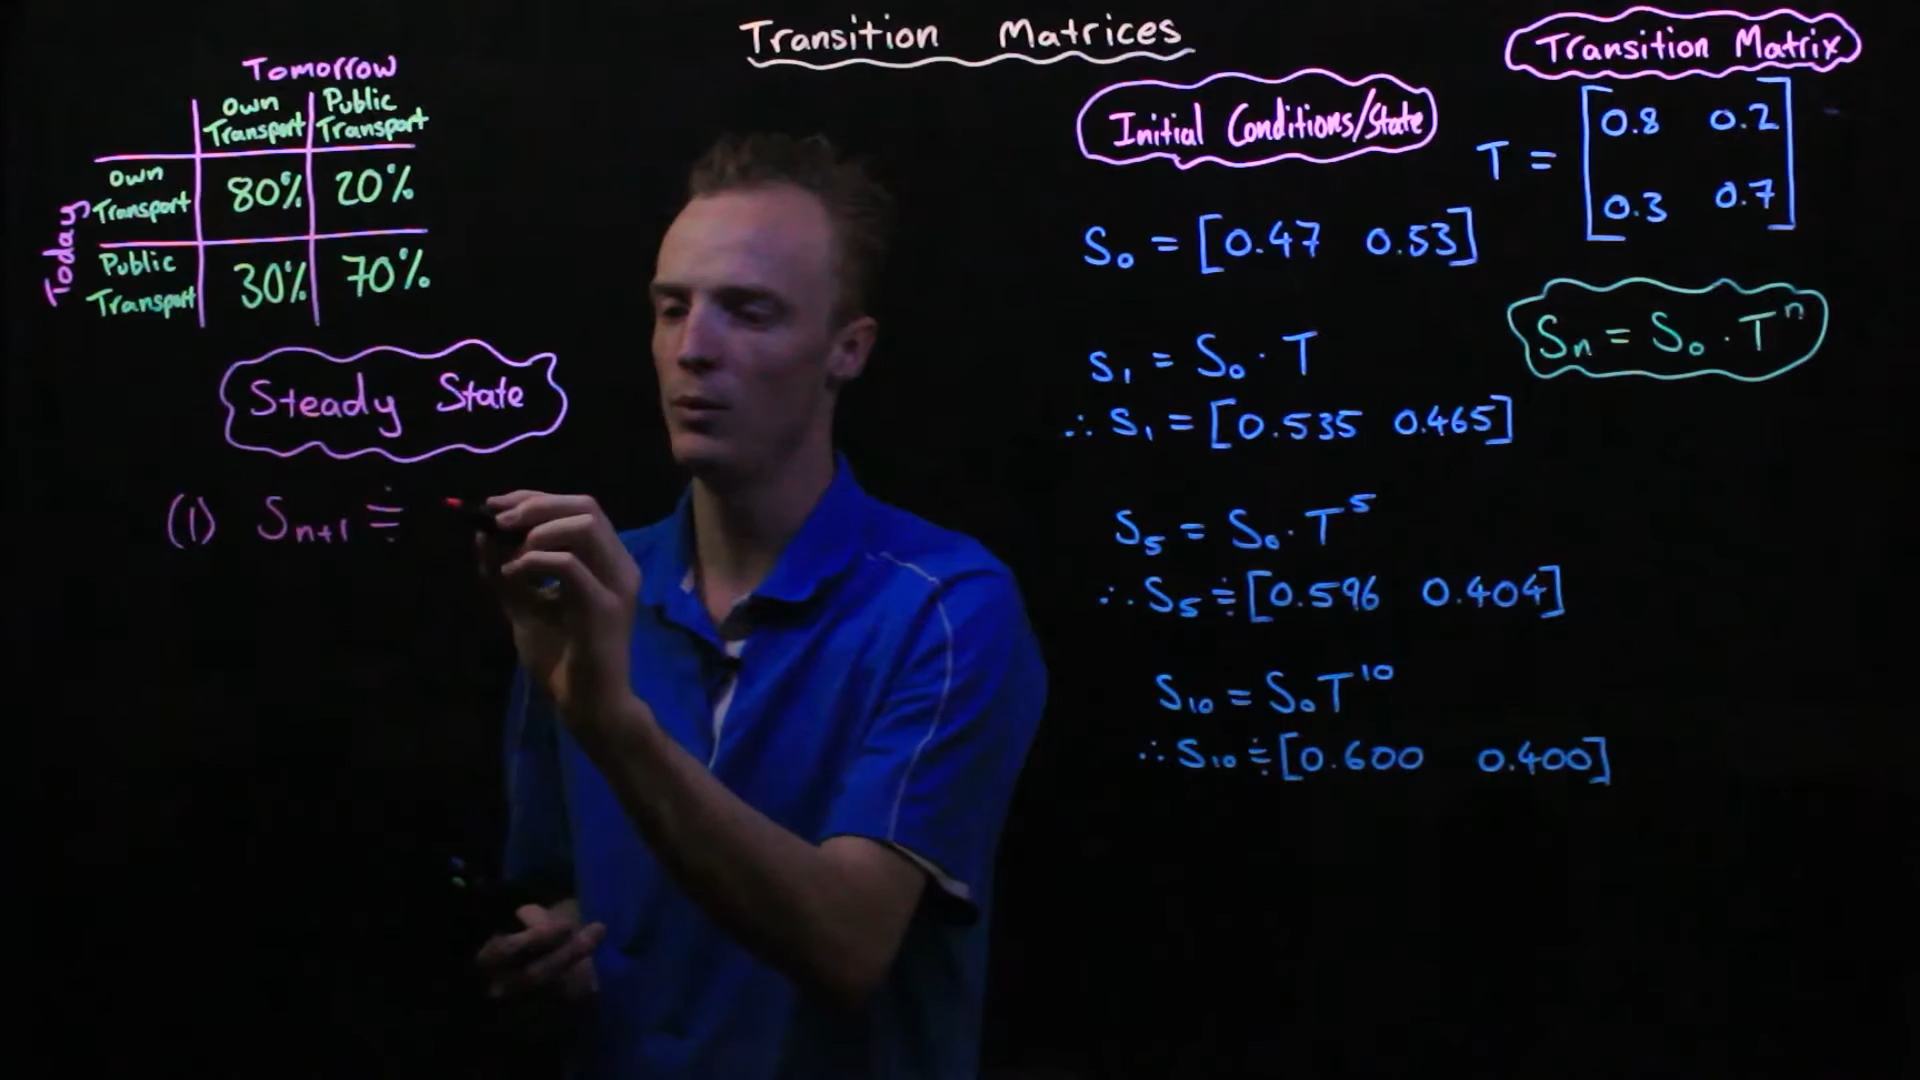 Transition Matrices
Tomorrow
Own Transport
Public Transport
Today
Own Transport
80%
20%
Public Transport
30%
70%
Steady State
(1) Sₙ₊₁ ≑
Initial Conditions/State
S₀ = [0.47 0.53]
S₁ = S₀ · T
∴ S₁ = [0.535 0.465]
S₅ = S₀ · T⁵
∴ S₅ ≑ [0.596 0.404]
S₁₀ = S₀T¹⁰
∴ S₁₀ ≑ [0.600 0.400]
Transition Matrix
T = [0.8 0.2
0.3 0.7]
Sₙ = S₀ · Tⁿ